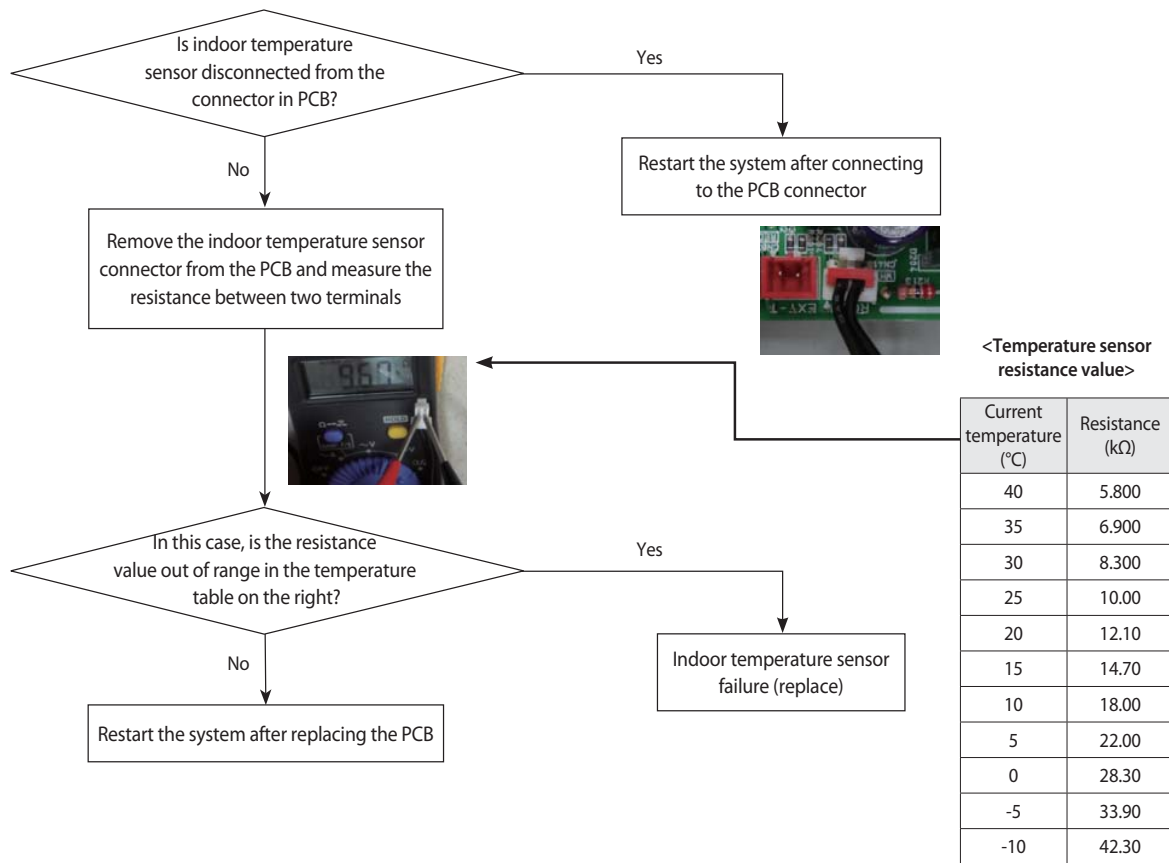 Is indoor temperature
sensor disconnected from the
connector in PCB?
Yes
Restart the system after connecting
to the PCB connector
No
Remove the indoor temperature sensor
connector from the PCB and measure the
resistance between two terminals
EXT-T
<Temperature sensor
resistance value>
Current
temperature
(°C)
Resistance
(kΩ)
40 5.800
35 6.900
30 8.300
25 10.00
20 12.10
15 14.70
10 18.00
5 22.00
0 28.30
-5 33.90
-10 42.30
9.67
HOLD
In this case, is the resistance
value out of range in the temperature
table on the right?
Yes
Indoor temperature sensor
failure (replace)
No
Restart the system after replacing the PCB